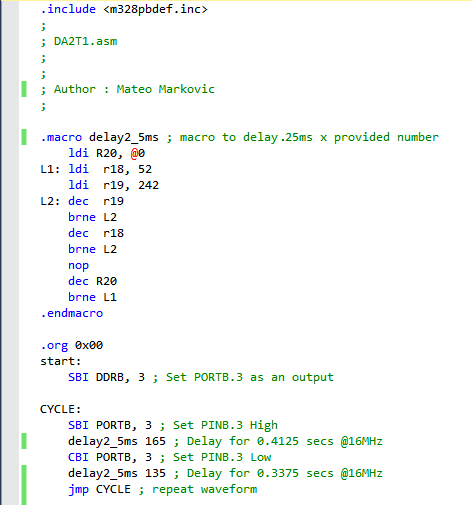 .include <m328pbdef.inc>
;
; DA2T1.asm
;
;
; Author : Mateo Markovic
;
.macro delay2_5ms ; macro to delay.25ms x provided number
ldi R20, @0
L1: ldi r18, 52
ldi r19, 242
L2: dec r19
brne L2
dec r18
brne L2
nop
dec R20
brne L1
.endmacro
.org 0x00
start:
SBI DDRB, 3 ; Set PORTB.3 as an output
CYCLE:
SBI PORTB, 3 ; Set PINB.3 High
delay2_5ms 165 ; Delay for 0.4125 secs @16MHz
CBI PORTB, 3 ; Set PINB.3 Low
delay2_5ms 135 ; Delay for 0.3375 secs @16MHz
jmp CYCLE ; repeat waveform